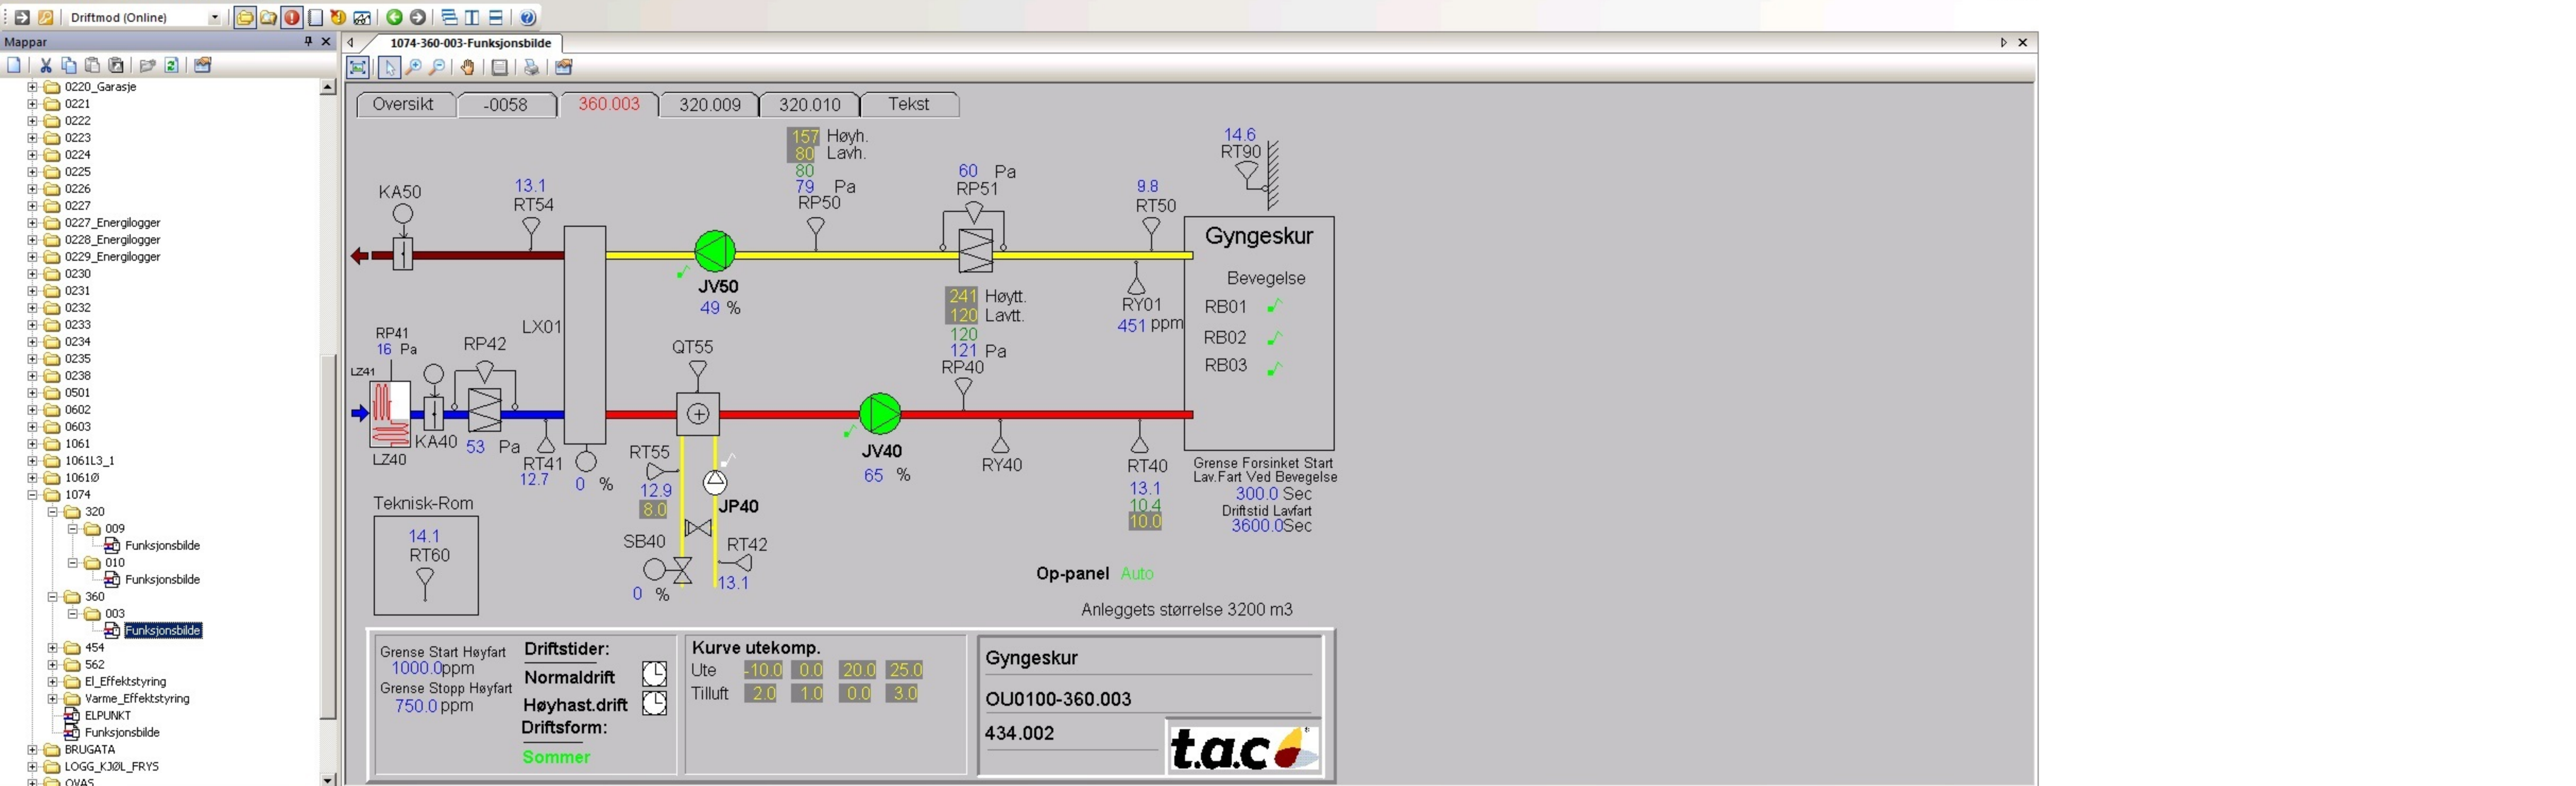 Driftmod (Online)
Mappar
0220_Garasje
0221
0222
0223
0224
0225
0226
0227
0227_Energilogger
0228_Energilogger
0229_Energilogger
0230
0231
0232
0233
0234
0235
0238
0501
0602
0603
1061
1061L3_1
1061Ø
1074
320
009
Funksjonsbilde
010
Funksjonsbilde
360
003
Funksjonsbilde
454
562
El_Effektstyring
Varme_Effektstyring
ELPUNKT
Funksjonsbilde
BRUGATA
LOGG_KJØL_FRYS
1074-360-003-Funksjonsbilde
Oversikt -0058 360.003 320.009 320.010 Tekst
157 Høyh.
80 Lavh.
80
79 Pa
RP50
14.6
RT90
KA50
13.1
RT54
60 Pa
RP51
9.8
RT50
Gyngeskur
Bevegelse
RB01
RB02
RB03
JV50
49 %
241 Høytt.
120 Lavtt.
120
121 Pa
RP40
RY01
451 ppm
LX01
RP41
16 Pa
RP42
QT55
LZ41
KA40
53 Pa
LZ40
RT41
12.7
0 %
RT55
12.9
8.0
JP40
JV40
65 %
RY40
RT40
13.1
10.4
10.0
Grense Forsinket Start
Lav.Fart Ved Bevegelse
300.0 Sec
Driftstid Lavfart
3600.0Sec
Teknisk-Rom
14.1
RT60
SB40
0 %
RT42
13.1
Op-panel Auto
Anleggets størrelse 3200 m3
Grense Start Høyfart
1000.0ppm
Grense Stopp Høyfart
750.0 ppm
Driftstider:
Normaldrift
Høyhast.drift
Driftsform:
Sommer
Kurve utekomp.
Ute -10.0 0.0 20.0 25.0
Tilluft 2.0 1.0 0.0 3.0
Gyngeskur
OU0100-360.003
434.002
t.a.c